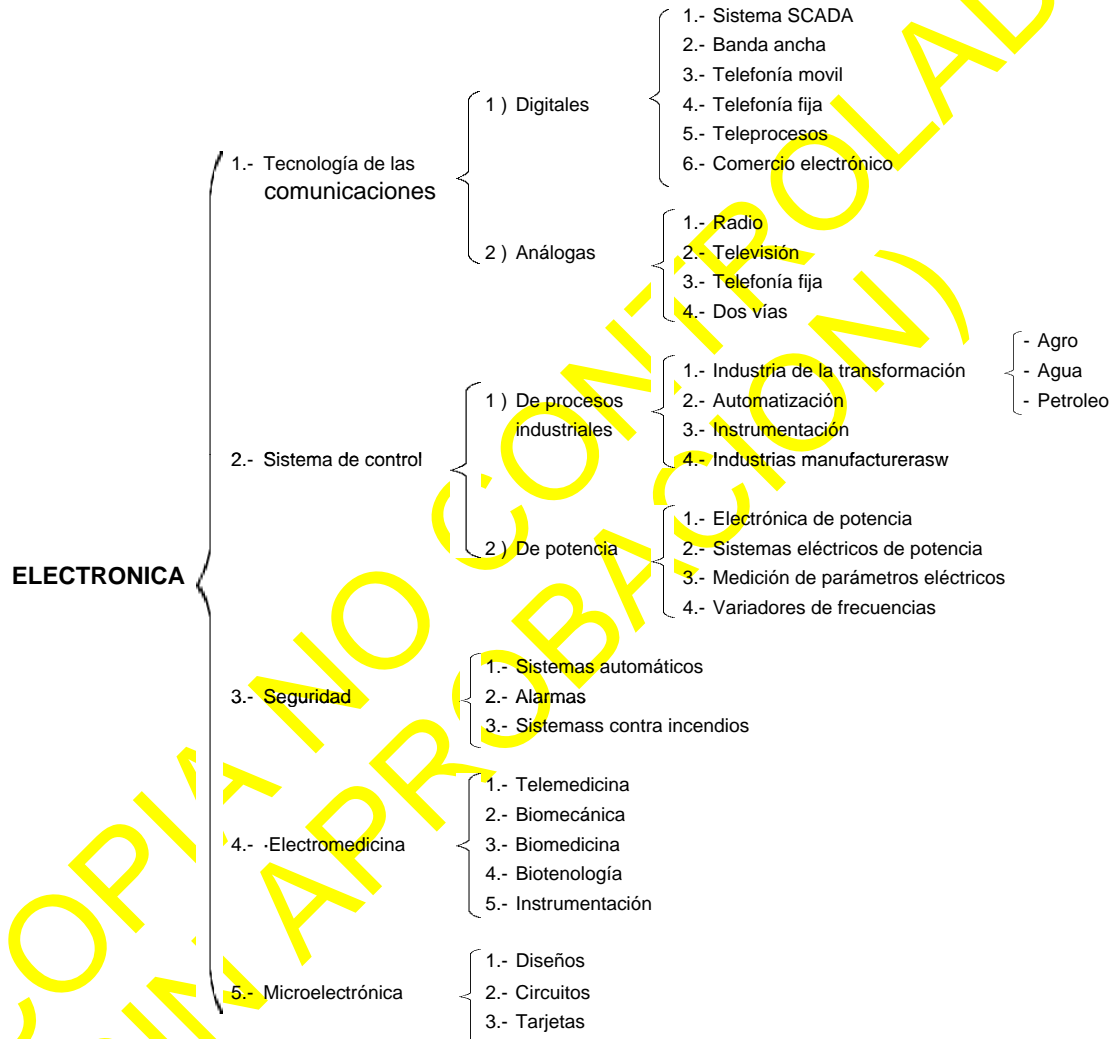 ELECTRONICA
1.- Tecnología de las
comunicaciones
1 ) Digitales
1.- Sistema SCADA
2.- Banda ancha
3.- Telefonía movil
4.- Telefonía fija
5.- Teleprocesos
6.- Comercio electrónico
2 ) Análogas
1.- Radio
2.- Televisión
3.- Telefonía fija
4.- Dos vías
2.- Sistema de control
1 ) De procesos
industriales
1.- Industria de la transformación
- Agro
- Agua
- Petroleo
2.- Automatización
3.- Instrumentación
4.- Industrias manufacturerasw
2 ) De potencia
1.- Electrónica de potencia
2.- Sistemas eléctricos de potencia
3.- Medición de parámetros eléctricos
4.- Variadores de frecuencias
3.- Seguridad
1.- Sistemas automáticos
2.- Alarmas
3.- Sistemass contra incendios
4.- ·Electromedicina
1.- Telemedicina
2.- Biomecánica
3.- Biomedicina
4.- Biotenología
5.- Instrumentación
5.- Microelectrónica
1.- Diseños
2.- Circuitos
3.- Tarjetas
OPIA NO CONTROLAD
IN APROBACION)